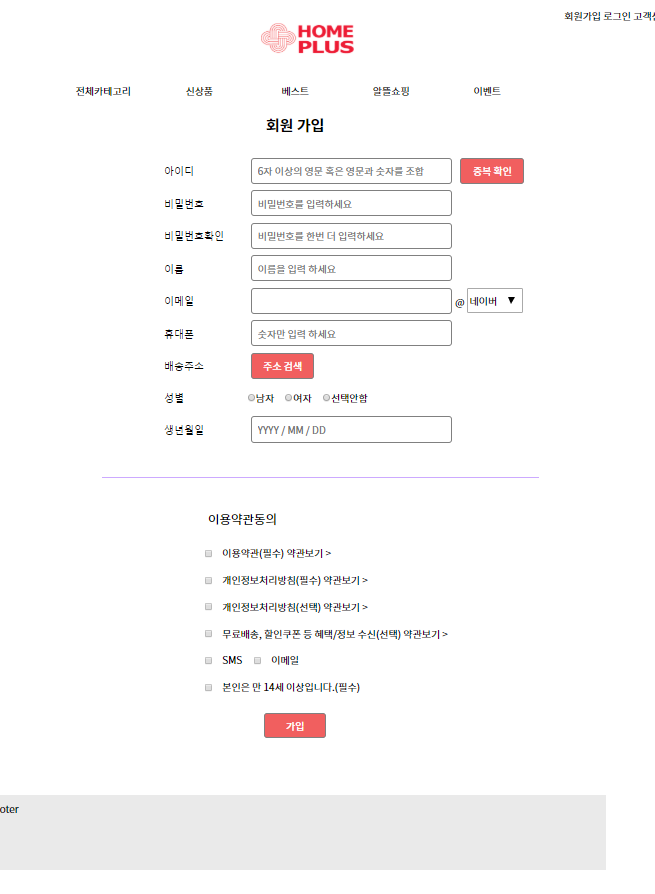 회원가입 로그인 고객센
HOME
PLUS
전체카테고리 신상품 베스트 알뜰쇼핑 이벤트
회원 가입
아이디 6자 이상의 영문 혹은 영문과 숫자를 조합 중복 확인
비밀번호 비밀번호를 입력하세요
비밀번호확인 비밀번호를 한번 더 입력하세요
이름 이름을 입력 하세요
이메일 @ 네이버 ▼
휴대폰 숫자만 입력 하세요
배송주소 주소 검색
성별 남자 여자 선택안함
생년월일 YYYY / MM / DD
이용약관동의
이용약관(필수) 약관보기 >
개인정보처리방침(필수) 약관보기 >
개인정보처리방침(선택) 약관보기 >
무료배송, 할인쿠폰 등 혜택/정보 수신(선택) 약관보기 >
SMS 이메일
본인은 만 14세 이상입니다.(필수)
가입
oter